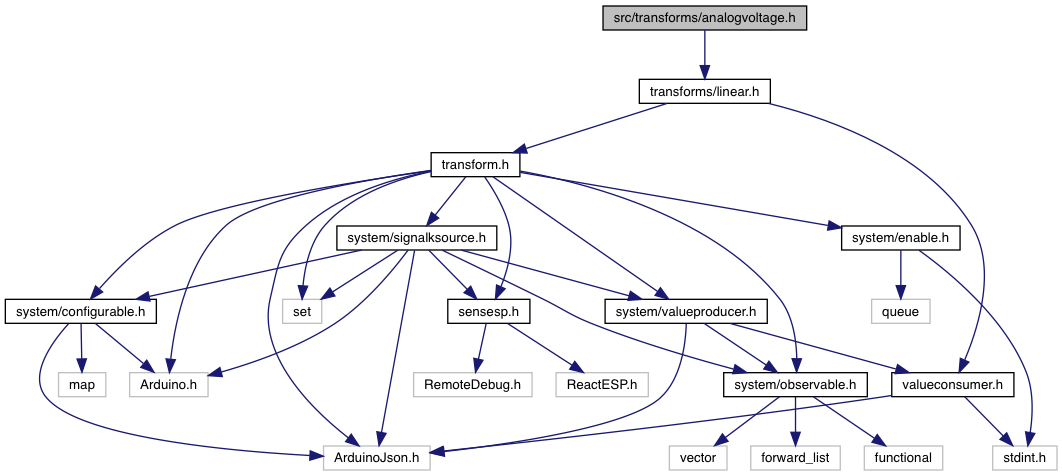 src/transforms/analogvoltage.h
transforms/linear.h
transform.h
system/signalksource.h
system/enable.h
system/configurable.h
set
sensesp.h
system/valueproducer.h
queue
map
Arduino.h
RemoteDebug.h
ReactESP.h
system/observable.h
valueconsumer.h
ArduinoJson.h
vector
forward_list
functional
stdint.h